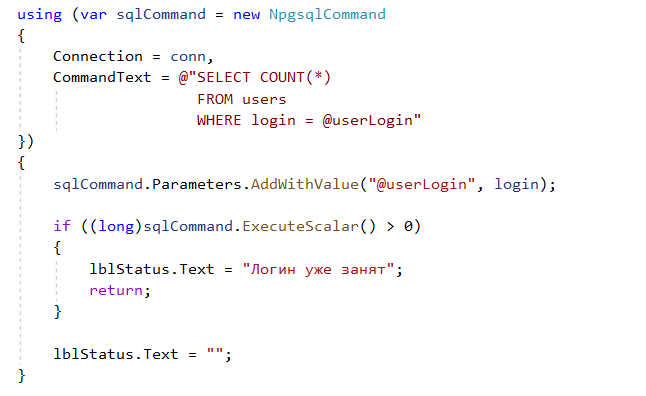 using (var sqlCommand = new NpgsqlCommand
{
    Connection = conn,
    CommandText = @"SELECT COUNT(*)
                    FROM users
                    WHERE login = @userLogin"
})
{
    sqlCommand.Parameters.AddWithValue("@userLogin", login);

    if ((long)sqlCommand.ExecuteScalar() > 0)
    {
        lblStatus.Text = "Логин уже занят";
        return;
    }

    lblStatus.Text = "";
}